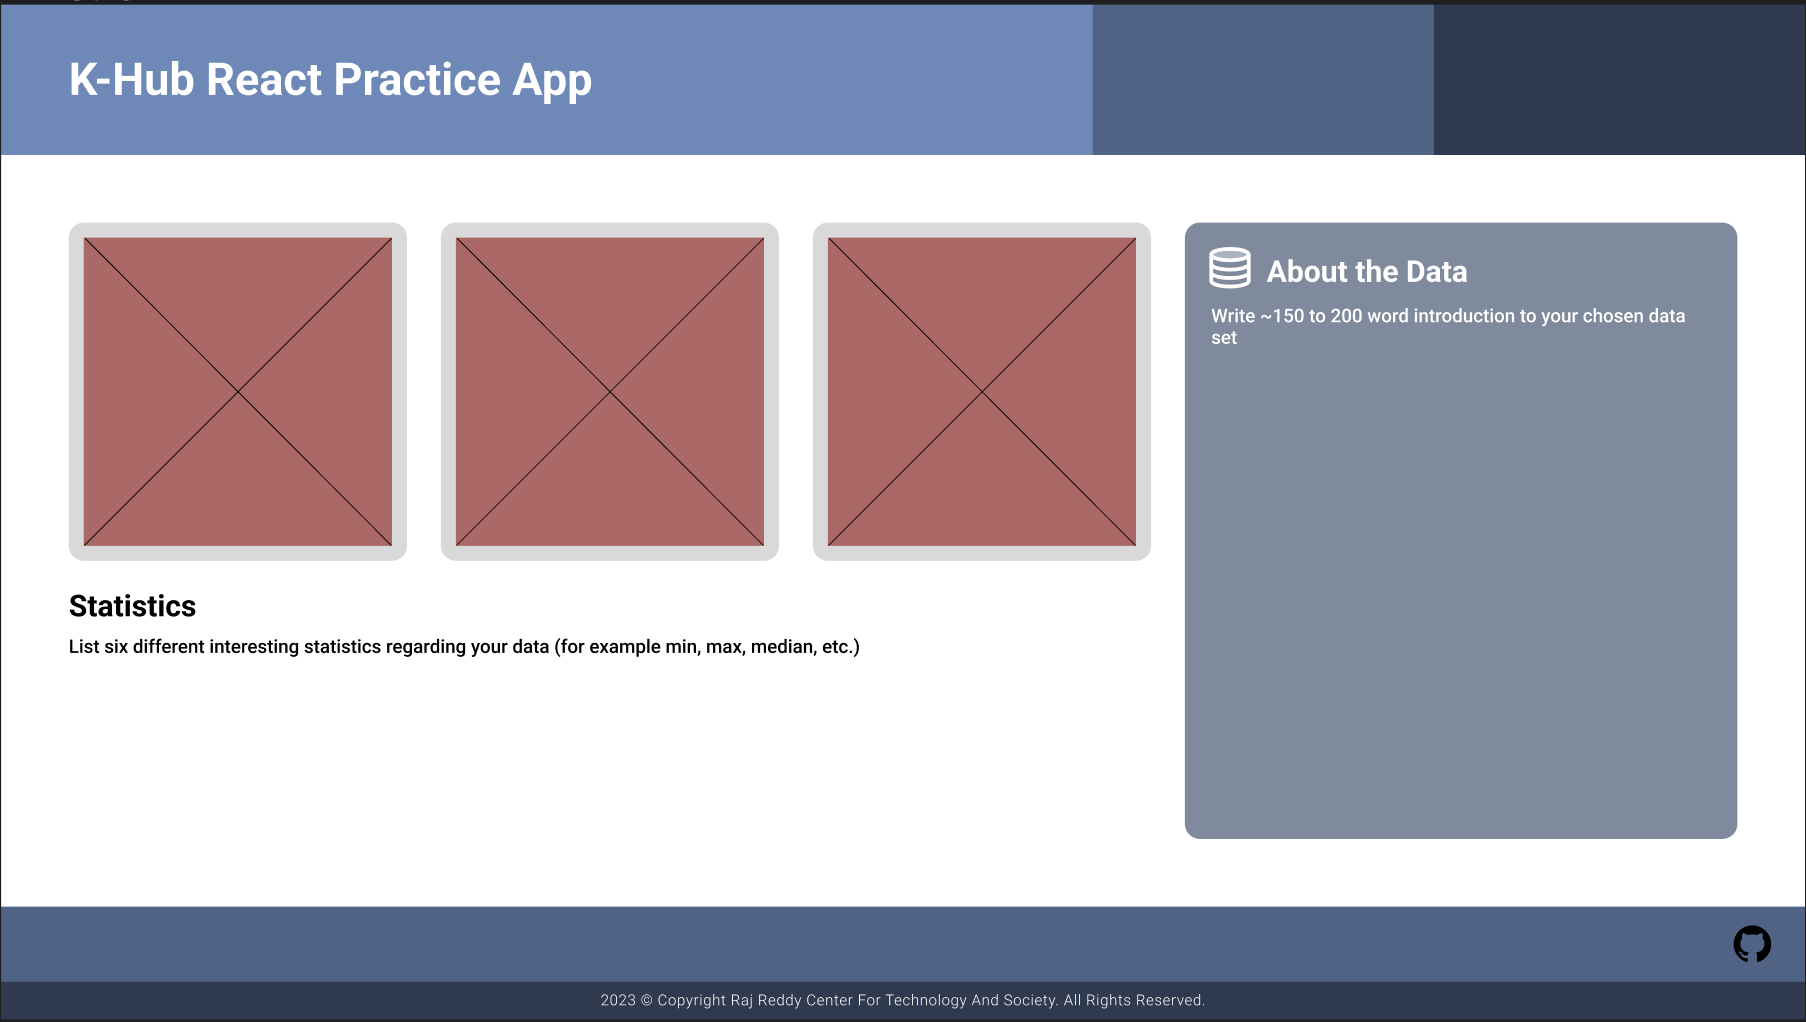 K-Hub React Practice App
About the Data
Write ~150 to 200 word introduction to your chosen data
set
Statistics
List six different interesting statistics regarding your data (for example min, max, median, etc.)
2023 © Copyright Raj Reddy Center For Technology And Society. All Rights Reserved.